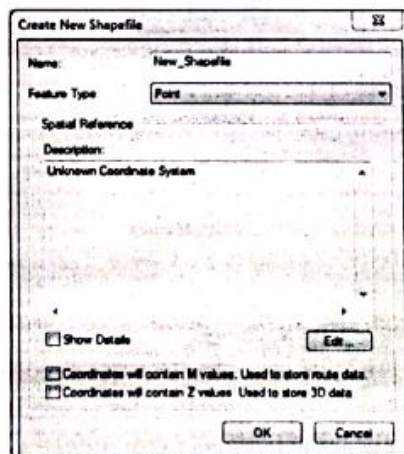 Create New Shapefile
Name: New_Shapefile
Feature Type: Point
Spatial Reference
Description:
Unknown Coordinate System
Show Details
Edit...
Coordinates will contain M values. Used to store route data.
Coordinates will contain Z values. Used to store 3D data.
OK Cancel